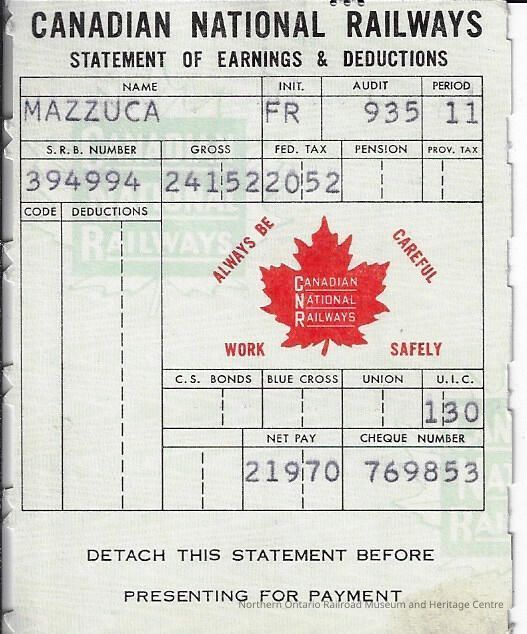 CANADIAN NATIONAL RAILWAYS
STATEMENT OF EARNINGS & DEDUCTIONS
NAME INIT. AUDIT PERIOD
MAZZUCA FR 935 11
S.R.B. NUMBER GROSS FED. TAX PENSION PROV. TAX
394994 24152 2052
CODE DEDUCTIONS
CANADIAN
NATIONAL
RAILWAYS
ALWAYS BE CAREFUL
CANADIAN
NATIONAL
RAILWAYS
WORK SAFELY
C.S. BONDS BLUE CROSS UNION U.I.C.
130
NET PAY CHEQUE NUMBER
21970 769853
DETACH THIS STATEMENT BEFORE
PRESENTING FOR PAYMENT
Northern Ontario Railroad Museum and Heritage Centre